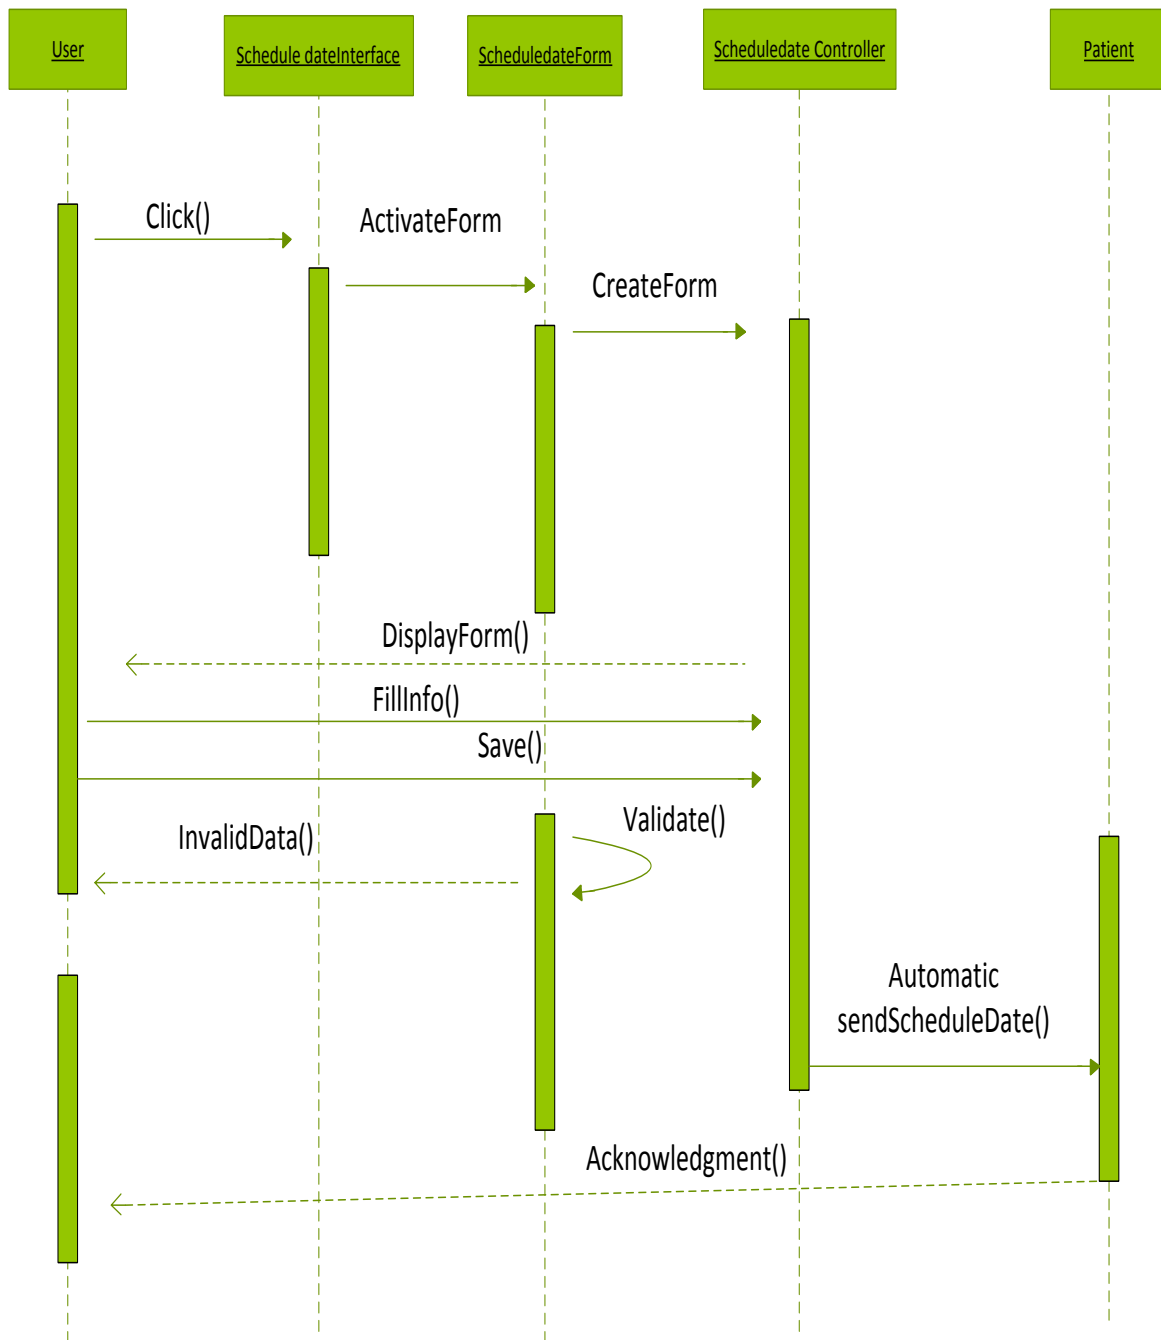 User
Schedule dateInterface
ScheduledateForm
Scheduledate Controller
Patient
Click()
ActivateForm
CreateForm
DisplayForm()
FillInfo()
Save()
Validate()
InvalidData()
Automatic
sendScheduleDate()
Acknowledgment()